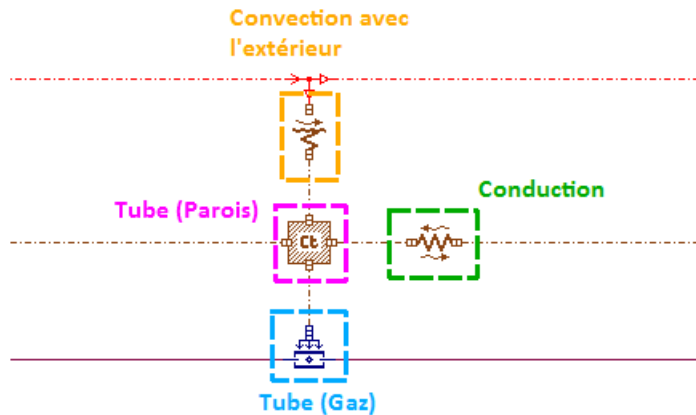 Convection avec
l'extérieur
Conduction
Tube (Parois)
Ct
Tube (Gaz)